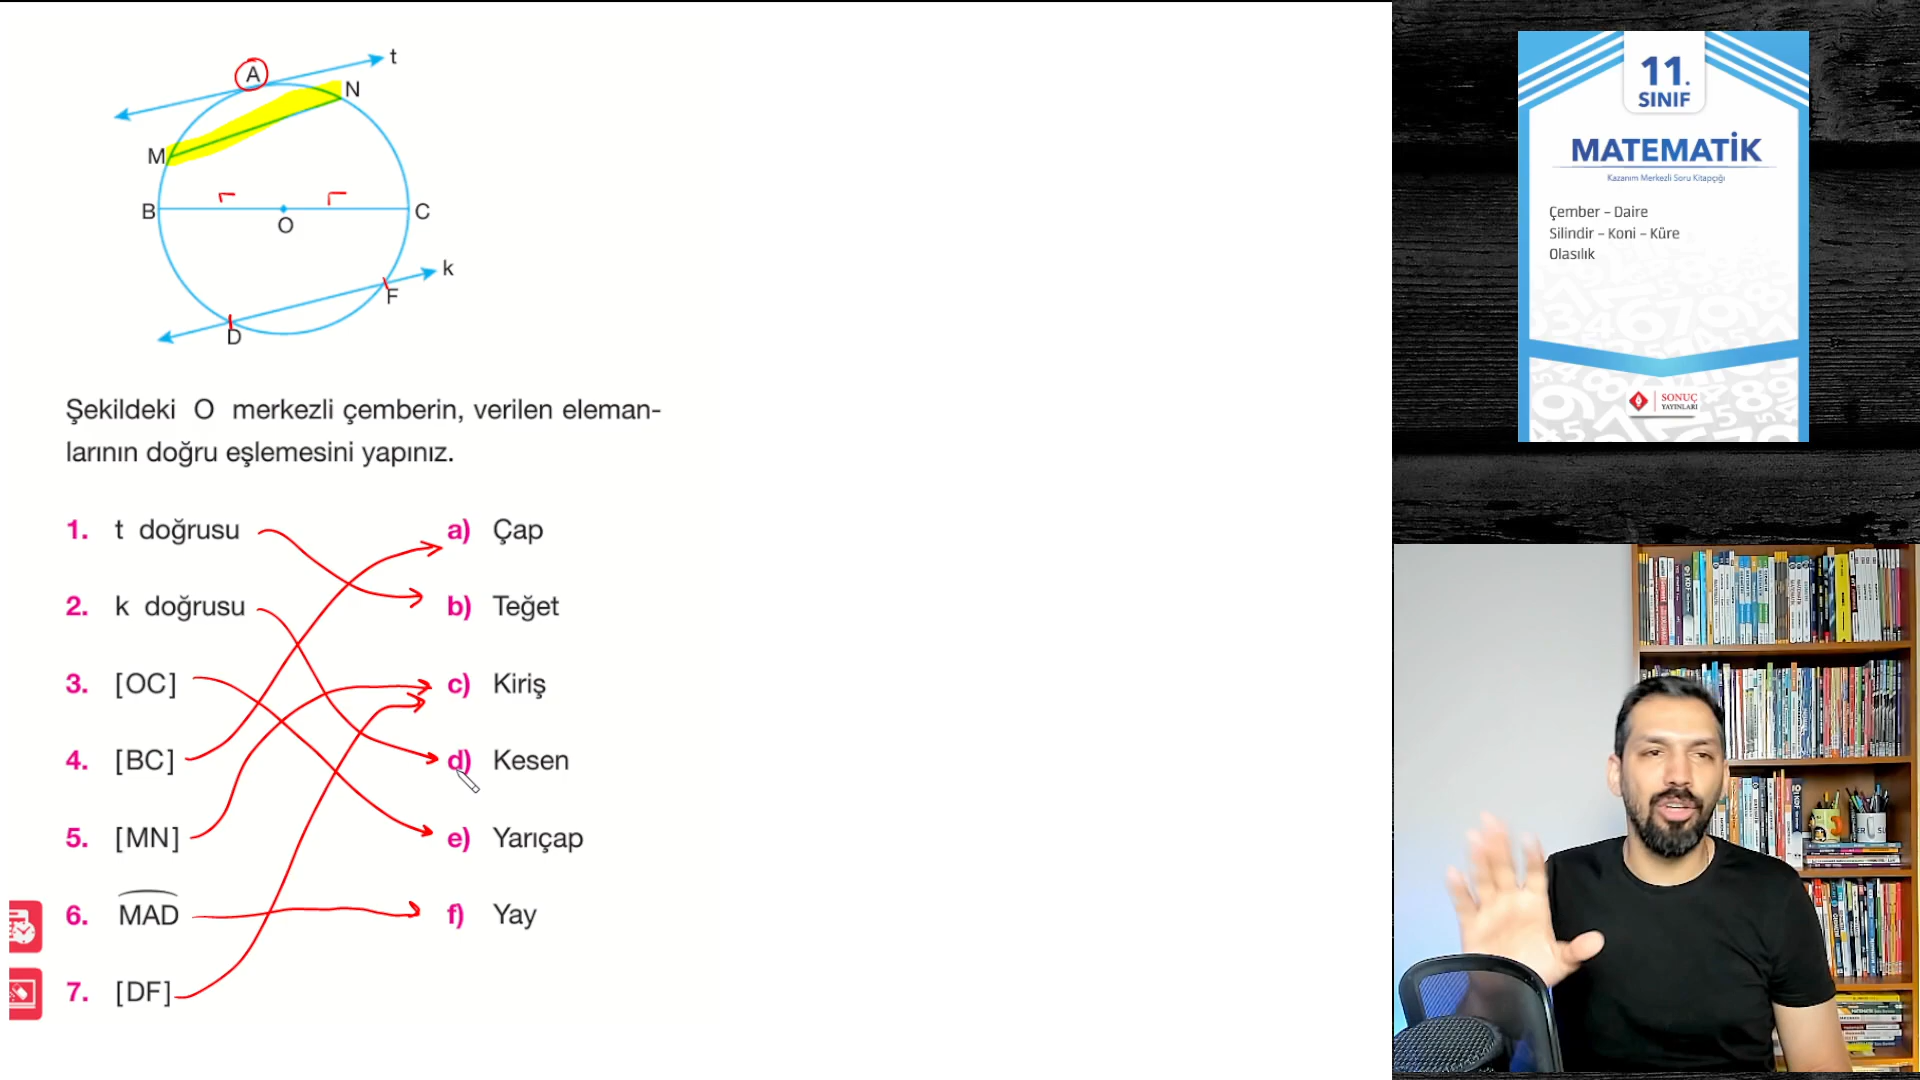 t
A
N
M
r
r
B
O
C
k
F
D
Şekildeki O merkezli çemberin, verilen eleman-
larının doğru eşlemesini yapınız.
1. t doğrusu
a) Çap
2. k doğrusu
b) Teğet
3. [OC]
c) Kiriş
4. [BC]
d) Kesen
5. [MN]
e) Yarıçap
6. MAD
f) Yay
7. [DF]
11.
SINIF
MATEMATİK
Kazanım Merkezli Soru Kitapçığı
Çember – Daire
Silindir – Koni – Küre
Olasılık
SONUÇ
YAYINLARI